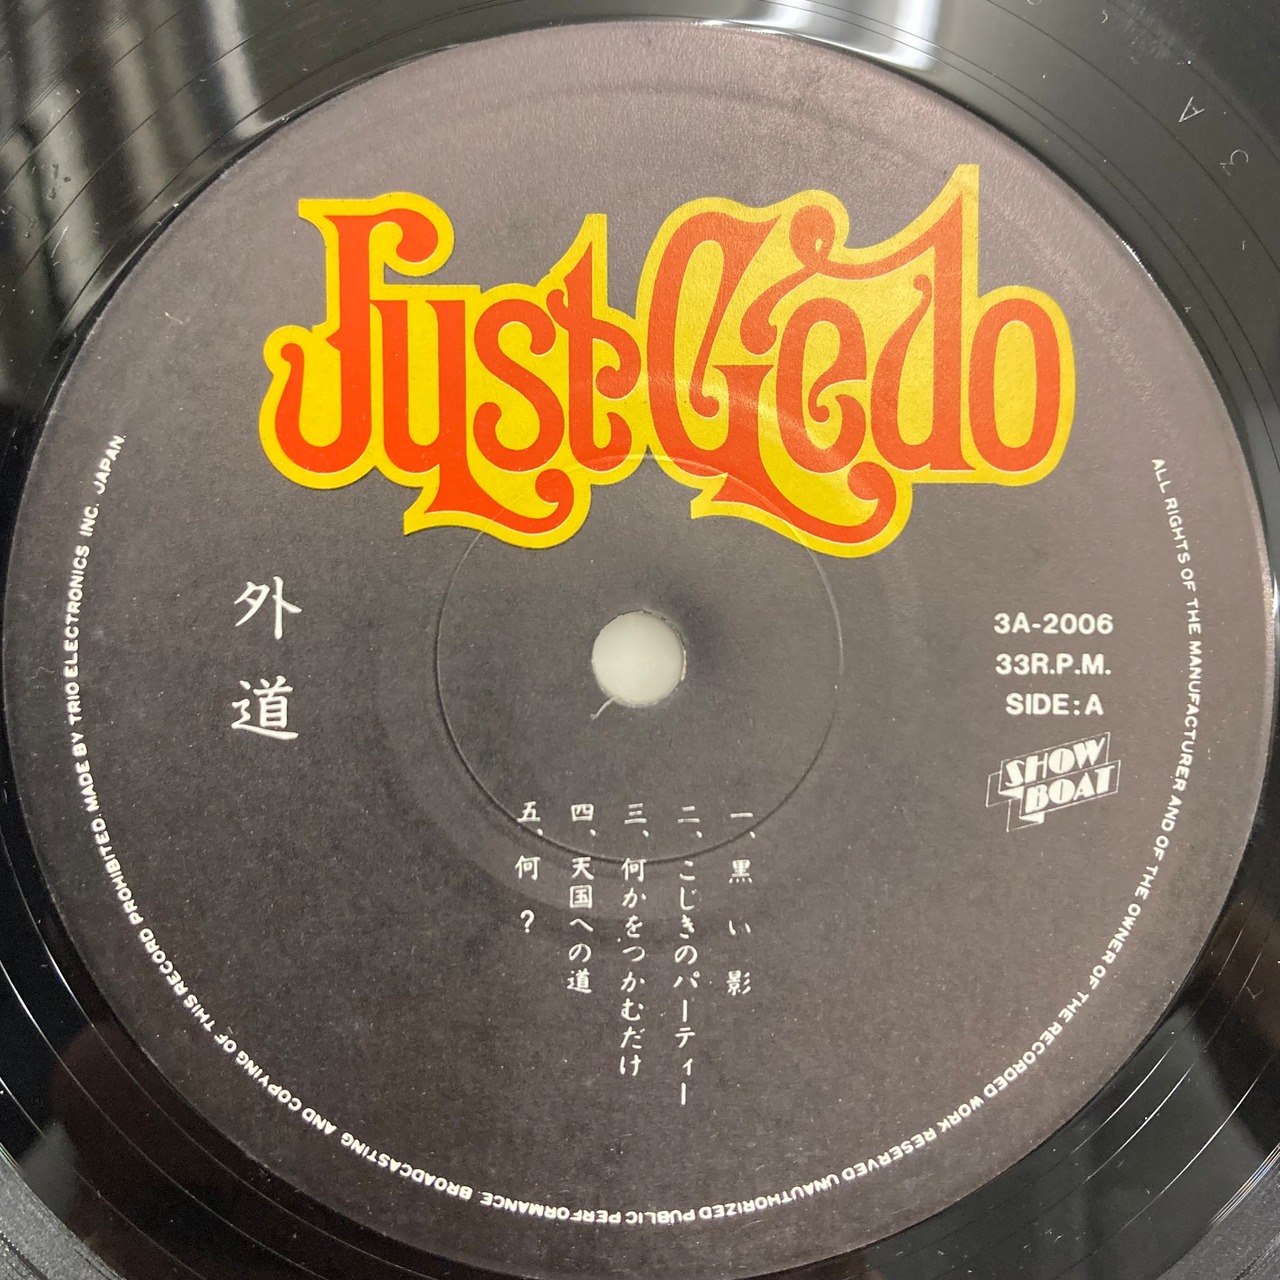 Just Gedo
外道
3A-2006
33R.P.M.
SIDE:A
SHOW
BOAT
一、黒い影
二、こじきのパーティー
三、何かをつかむだけ
四、天国への道
五、何？
ALL RIGHTS OF THE MANUFACTURER AND OF THE OWNER OF THE RECORDED WORK RESERVED UNAUTHORIZED PUBLIC PERFORMANCE. BROADCASTING AND COPYING OF THIS RECORD PROHIBITED. MADE BY TRIO ELECTRONICS INC. JAPAN.